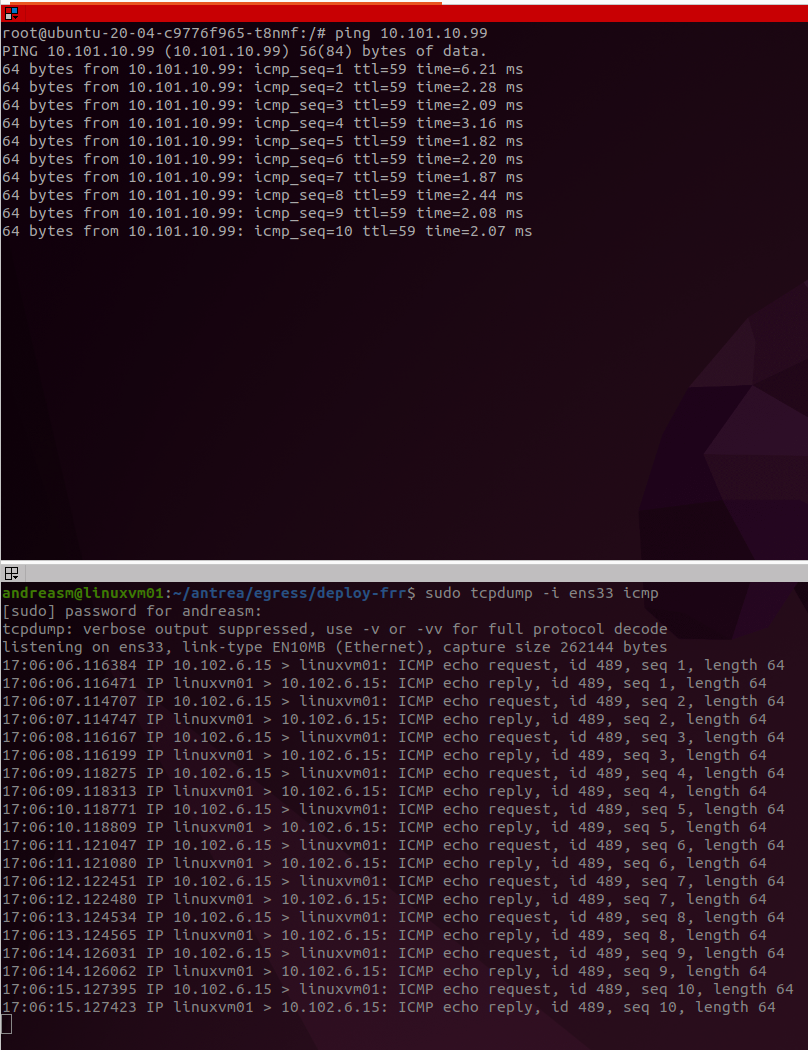 root@ubuntu-20-04-c9776f965-t8nmf:/# ping 10.101.10.99
PING 10.101.10.99 (10.101.10.99) 56(84) bytes of data.
64 bytes from 10.101.10.99: icmp_seq=1 ttl=59 time=6.21 ms
64 bytes from 10.101.10.99: icmp_seq=2 ttl=59 time=2.28 ms
64 bytes from 10.101.10.99: icmp_seq=3 ttl=59 time=2.09 ms
64 bytes from 10.101.10.99: icmp_seq=4 ttl=59 time=3.16 ms
64 bytes from 10.101.10.99: icmp_seq=5 ttl=59 time=1.82 ms
64 bytes from 10.101.10.99: icmp_seq=6 ttl=59 time=2.20 ms
64 bytes from 10.101.10.99: icmp_seq=7 ttl=59 time=1.87 ms
64 bytes from 10.101.10.99: icmp_seq=8 ttl=59 time=2.44 ms
64 bytes from 10.101.10.99: icmp_seq=9 ttl=59 time=2.08 ms
64 bytes from 10.101.10.99: icmp_seq=10 ttl=59 time=2.07 ms
andreasm@linuxvm01:~/antrea/egress/deploy-frr$ sudo tcpdump -i ens33 icmp
[sudo] password for andreasm:
tcpdump: verbose output suppressed, use -v or -vv for full protocol decode
listening on ens33, link-type EN10MB (Ethernet), capture size 262144 bytes
17:06:06.116384 IP 10.102.6.15 > linuxvm01: ICMP echo request, id 489, seq 1, length 64
17:06:06.116471 IP linuxvm01 > 10.102.6.15: ICMP echo reply, id 489, seq 1, length 64
17:06:07.114707 IP 10.102.6.15 > linuxvm01: ICMP echo request, id 489, seq 2, length 64
17:06:07.114747 IP linuxvm01 > 10.102.6.15: ICMP echo reply, id 489, seq 2, length 64
17:06:08.116167 IP 10.102.6.15 > linuxvm01: ICMP echo request, id 489, seq 3, length 64
17:06:08.116199 IP linuxvm01 > 10.102.6.15: ICMP echo reply, id 489, seq 3, length 64
17:06:09.118275 IP 10.102.6.15 > linuxvm01: ICMP echo request, id 489, seq 4, length 64
17:06:09.118313 IP linuxvm01 > 10.102.6.15: ICMP echo reply, id 489, seq 4, length 64
17:06:10.118771 IP 10.102.6.15 > linuxvm01: ICMP echo request, id 489, seq 5, length 64
17:06:10.118809 IP linuxvm01 > 10.102.6.15: ICMP echo reply, id 489, seq 5, length 64
17:06:11.121047 IP 10.102.6.15 > linuxvm01: ICMP echo request, id 489, seq 6, length 64
17:06:11.121080 IP linuxvm01 > 10.102.6.15: ICMP echo reply, id 489, seq 6, length 64
17:06:12.122451 IP 10.102.6.15 > linuxvm01: ICMP echo request, id 489, seq 7, length 64
17:06:12.122480 IP linuxvm01 > 10.102.6.15: ICMP echo reply, id 489, seq 7, length 64
17:06:13.124534 IP 10.102.6.15 > linuxvm01: ICMP echo request, id 489, seq 8, length 64
17:06:13.124565 IP linuxvm01 > 10.102.6.15: ICMP echo reply, id 489, seq 8, length 64
17:06:14.126031 IP 10.102.6.15 > linuxvm01: ICMP echo request, id 489, seq 9, length 64
17:06:14.126062 IP linuxvm01 > 10.102.6.15: ICMP echo reply, id 489, seq 9, length 64
17:06:15.127395 IP 10.102.6.15 > linuxvm01: ICMP echo request, id 489, seq 10, length 64
17:06:15.127423 IP linuxvm01 > 10.102.6.15: ICMP echo reply, id 489, seq 10, length 64